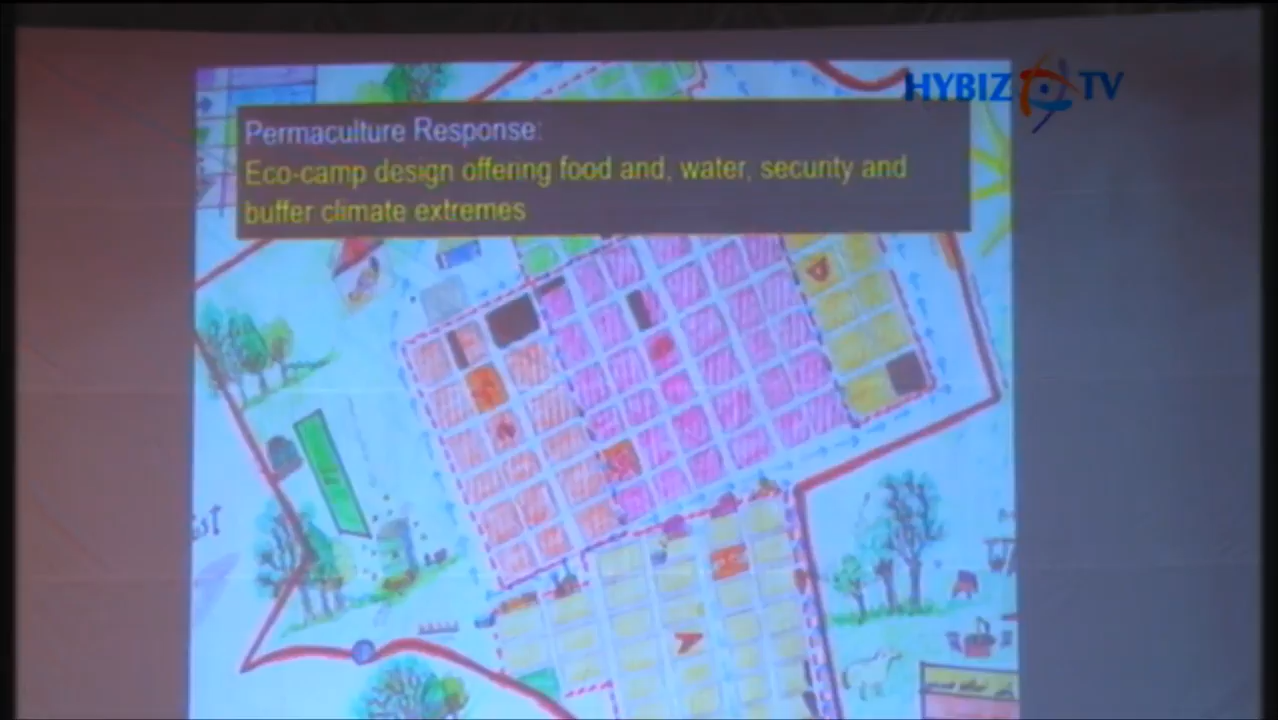 HYBIZ TV
Permaculture Response:
Eco-camp design offering food and, water, security and
buffer climate extremes